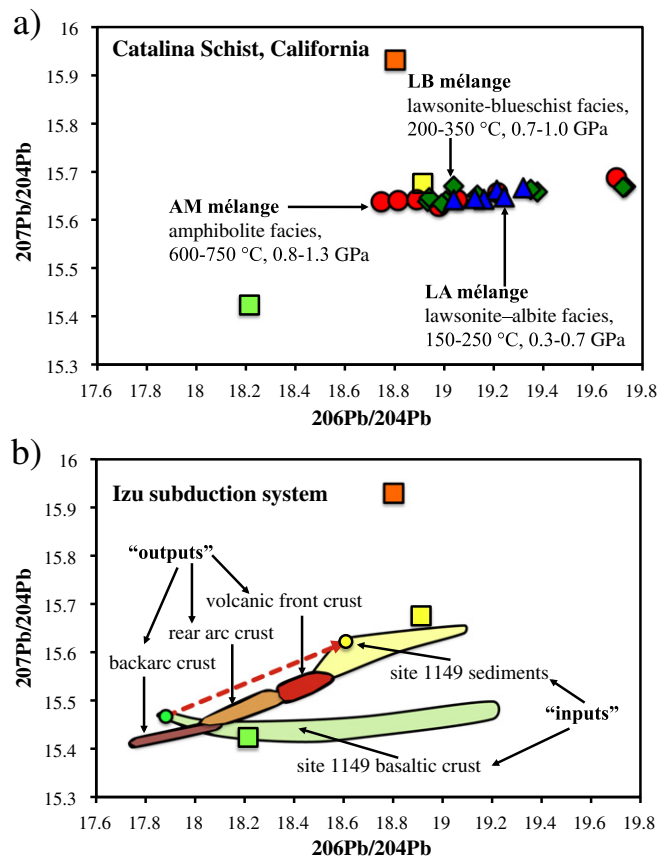 a)
16
15.9
15.8
15.7
15.6
15.5
15.4
15.3
207Pb/204Pb
Catalina Schist, California
LB mélange
lawsonite-blueschist facies,
200-350 °C, 0.7-1.0 GPa
AM mélange
amphibolite facies,
600-750 °C, 0.8-1.3 GPa
LA mélange
lawsonite–albite facies,
150-250 °C, 0.3-0.7 GPa
17.6 17.8 18 18.2 18.4 18.6 18.8 19 19.2 19.4 19.6 19.8
206Pb/204Pb
b)
16
15.9
15.8
15.7
15.6
15.5
15.4
15.3
207Pb/204Pb
Izu subduction system
“outputs”
volcanic front crust
rear arc crust
backarc crust
site 1149 sediments
“inputs”
site 1149 basaltic crust
17.6 17.8 18 18.2 18.4 18.6 18.8 19 19.2 19.4 19.6 19.8
206Pb/204Pb